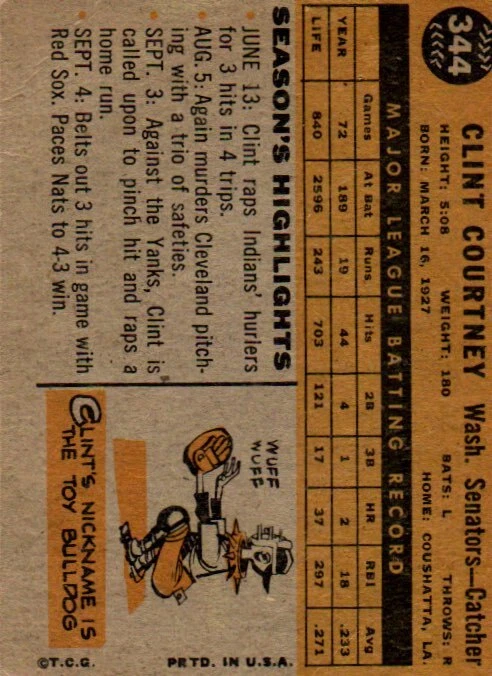 344
CLINT COURTNEY Wash. Senators—Catcher
HEIGHT: 5:08 WEIGHT: 180 BATS: L THROWS: R
BORN: MARCH 16, 1927 HOME: COUSHATTA, LA.
MAJOR LEAGUE BATTING RECORD
Games At Bat Runs Hits 2B 3B HR RBI Avg
YEAR 72 189 19 44 4 1 2 18 .233
LIFE 840 2596 243 703 121 17 37 297 .271
SEASON'S HIGHLIGHTS
• JUNE 13: Clint raps Indians' hurlers
for 3 hits in 4 trips.
• AUG. 5: Again murders Cleveland pitch-
ing with a trio of safeties.
• SEPT. 3: Against the Yanks, Clint is
called upon to pinch hit and raps a
home run.
• SEPT. 4: Belts out 3 hits in game with
Red Sox. Paces Nats to 4-3 win.
WUFF
WUFF
CLINT'S NICKNAME IS
THE TOY BULLDOG
©T.C.G. PRTD. IN U.S.A.